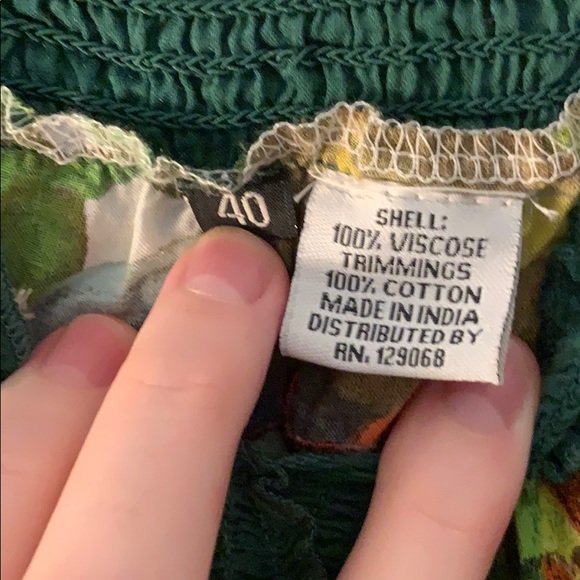 40
SHELL:
100% VISCOSE
TRIMMINGS
100% COTTON
MADE IN INDIA
DISTRIBUTED BY
RN. 129068